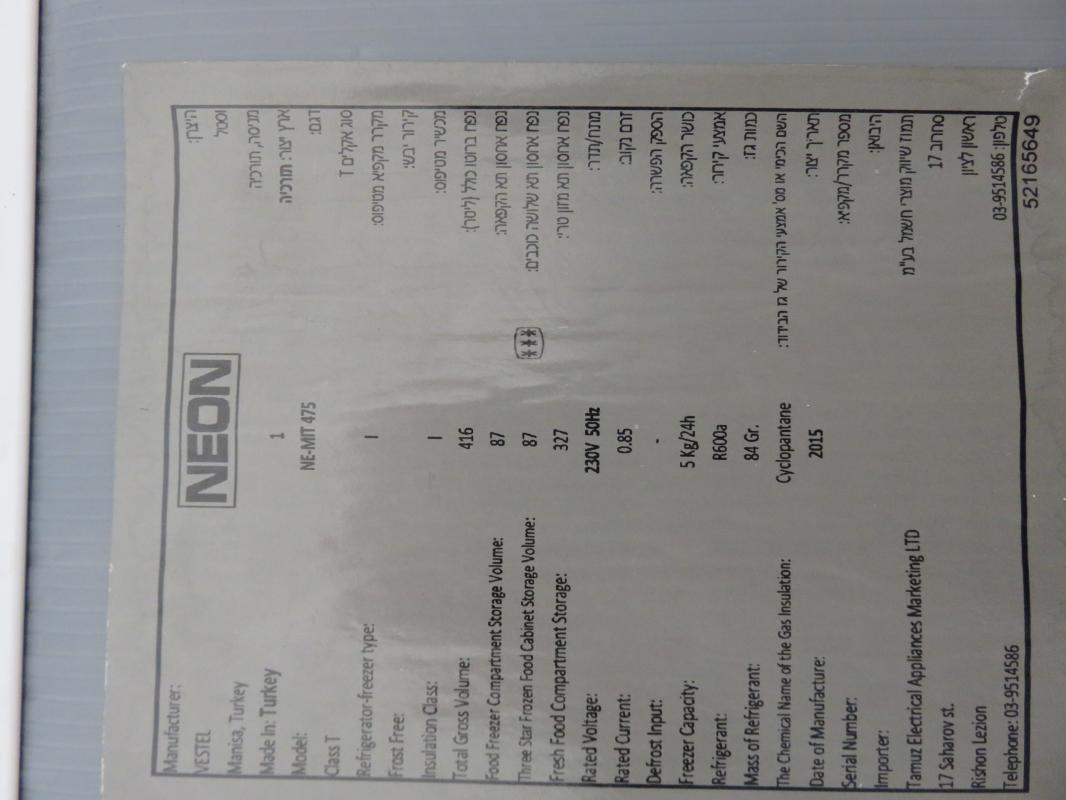 NEON
Manufacturer: היצרן:
VESTEL וסטל
Manisa, Turkey מניסה, תורכיה
Made In: Turkey 1 ארץ יצור: תורכיה
Model: NE-MIT 475 דגם:
Class T סוג אקלים T
Refrigerator-freezer type: I מקרר מקפיא מטיפוס:
Frost Free: קירור יבש:
Insulation Class: I מכשיר מטיפוס:
Total Gross Volume: 416 נפח ברוטו כולל (ליטר):
Food Freezer Compartment Storage Volume: 87 נפח אחסון תא הקפאה:
Three Star Frozen Food Cabinet Storage Volume: 87 נפח אחסון תא שלושה כוכבים:
Fresh Food Compartment Storage: 327 נפח אחסון תא מזון טרי:
Rated Voltage: 230V 50Hz מתח/תדר:
Rated Current: 0.85 זרם נקוב:
Defrost Input: - הספק הפשרה:
Freezer Capacity: 5 Kg/24h כושר הקפאה:
Refrigerant: R600a אמצעי קירור:
Mass of Refrigerant: 84 Gr. כמות גז:
The Chemical Name of the Gas Insulation: Cyclopantane השם הכימי או מס' אמצעי הקירור של גז הבידוד:
Date of Manufacture: 2015 תאריך יצור:
Serial Number: מספר מקרר/מקפיא:
Imporer: היבואן:
Tamuz Electrical Appliances Marketing LTD תמוז שיווק מוצרי חשמל בע"מ
17 Saharov st. סחרוב 17
Rishon Lezion ראשון לציון
Telephone: 03-9514586 טלפון: 03-9514586
52165649